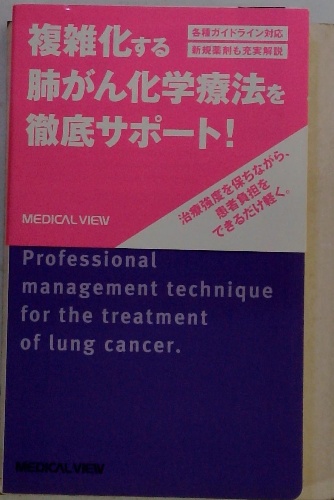 複雑化する
肺がん化学療法を
徹底サポート!
各種ガイドライン対応
新規薬剤も充実解説
治療強度を保ちながら、
患者負担を
できるだけ軽く。
MEDICAL VIEW
Professional
management technique
for the treatment
of lung cancer.
MEDICAL VIEW